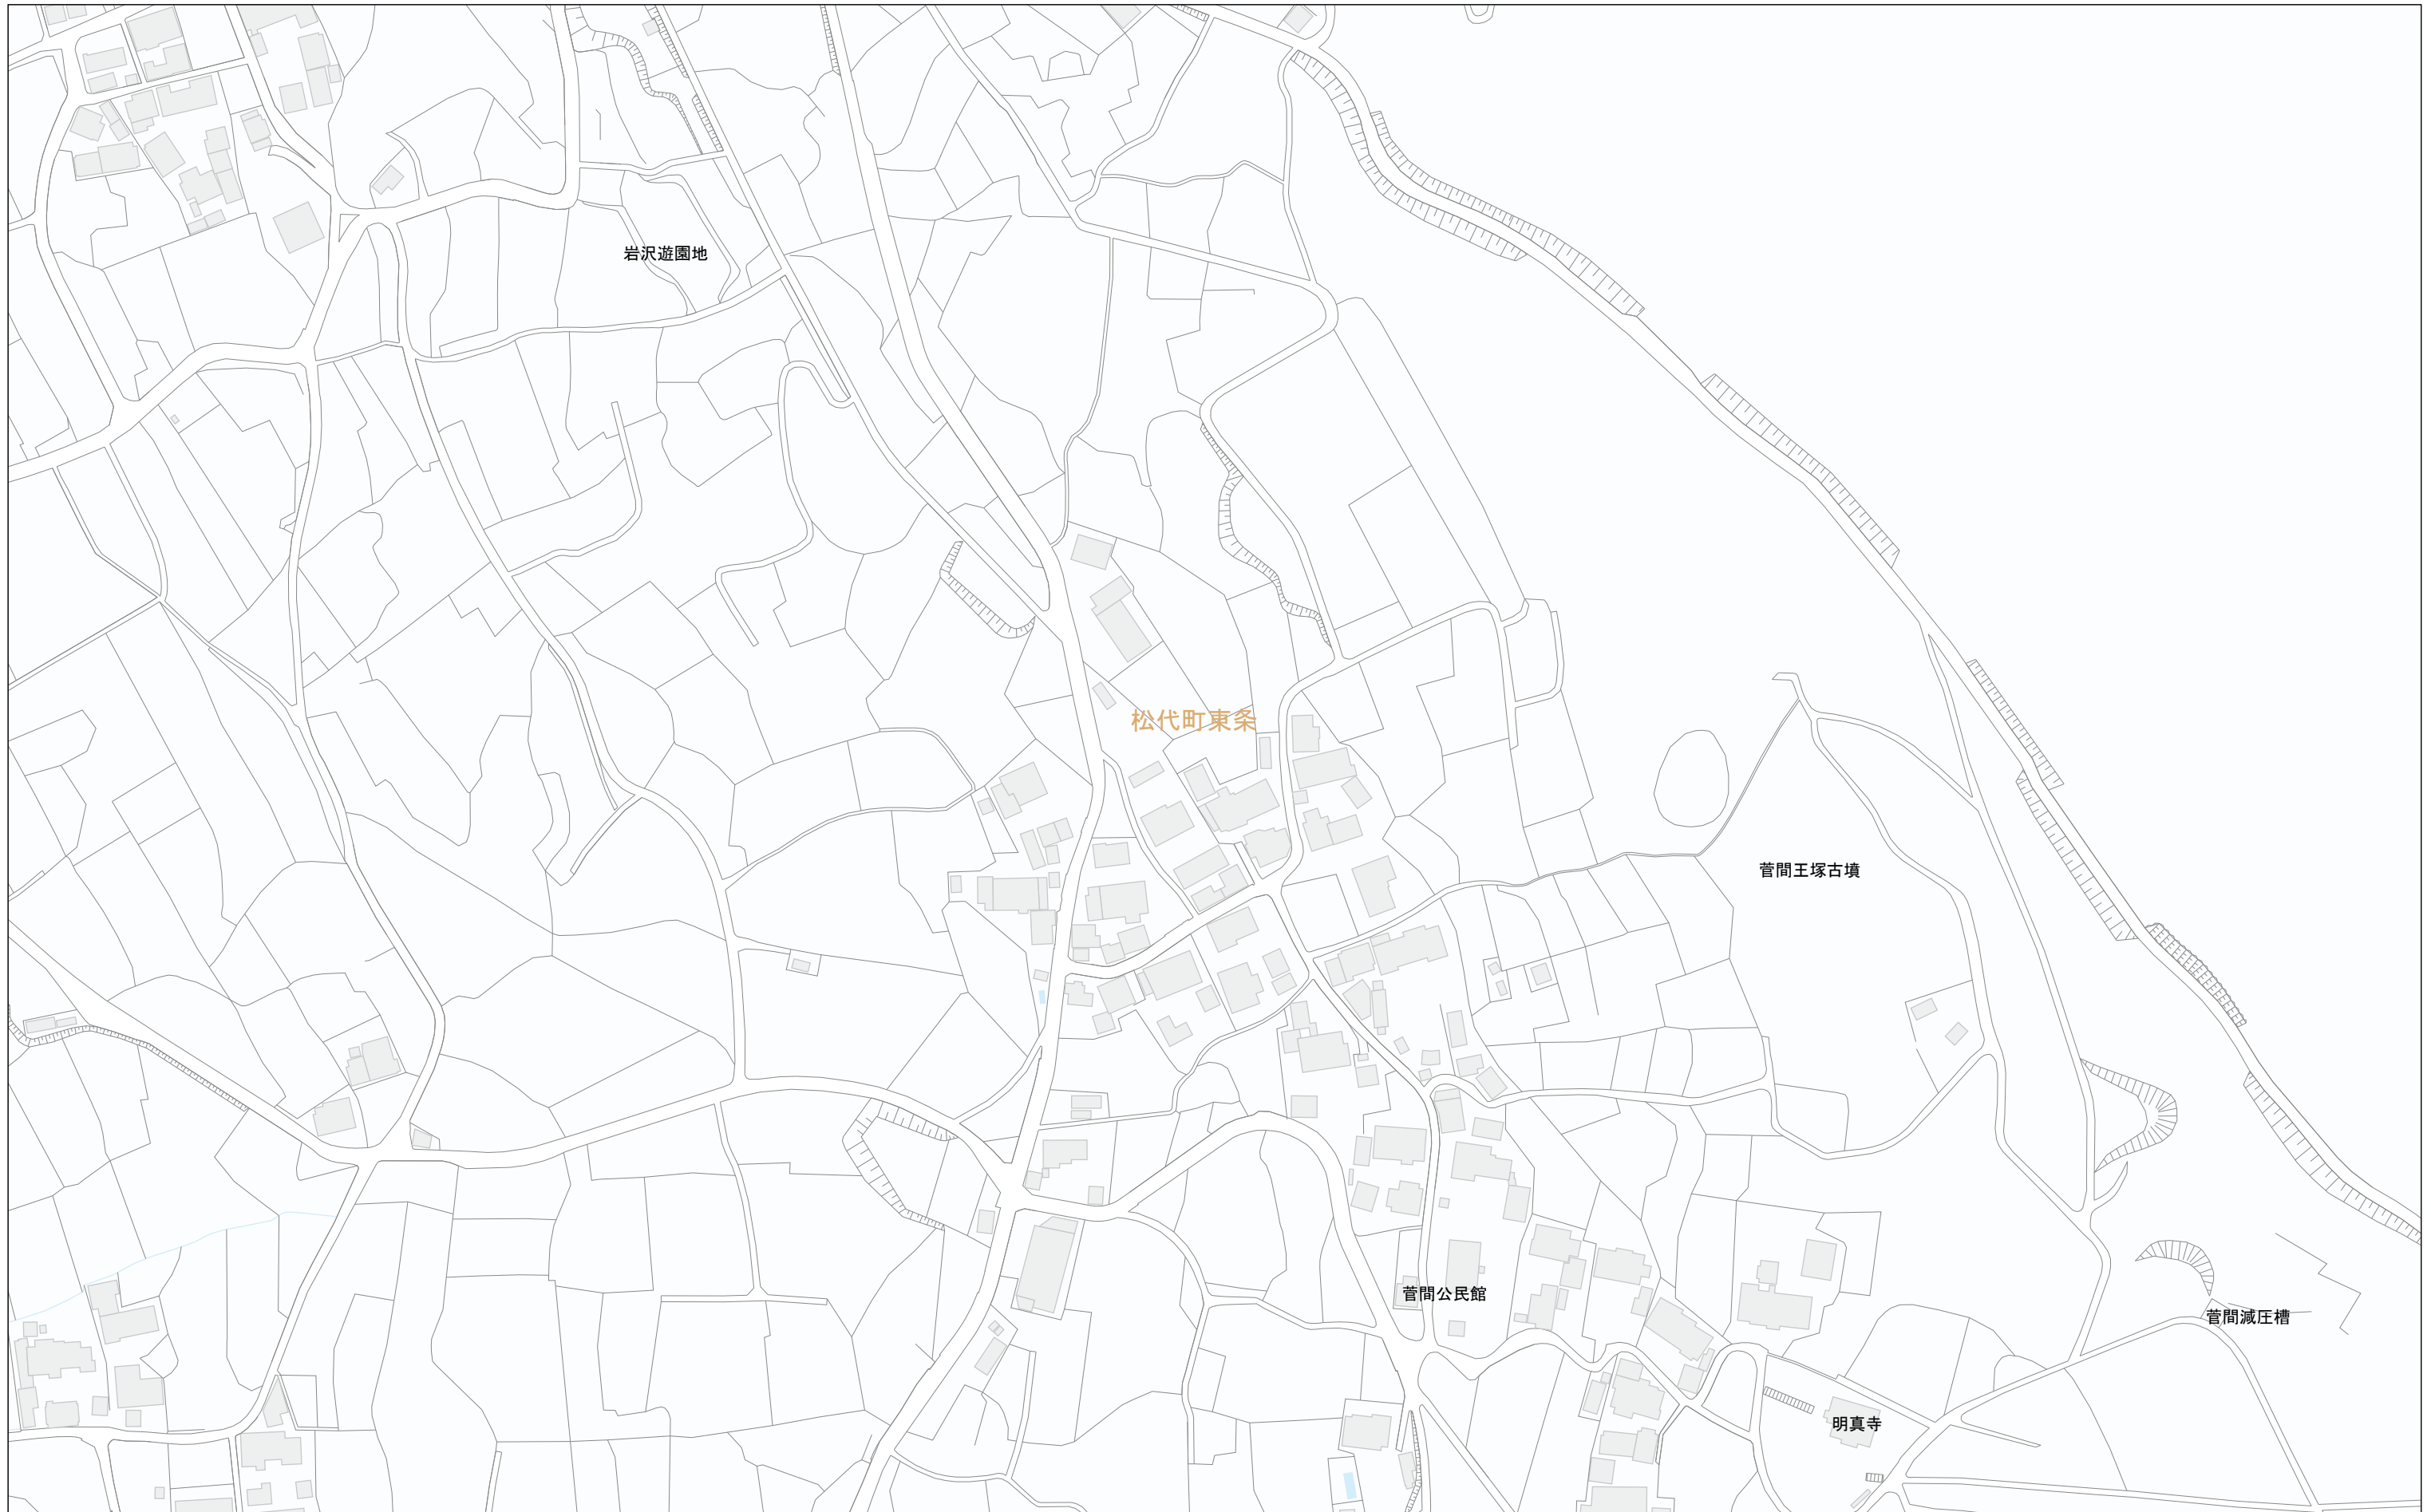 岩沢遊園地
松代町東条
菅間王塚古墳
菅間公民館
菅間減圧槽
明真寺